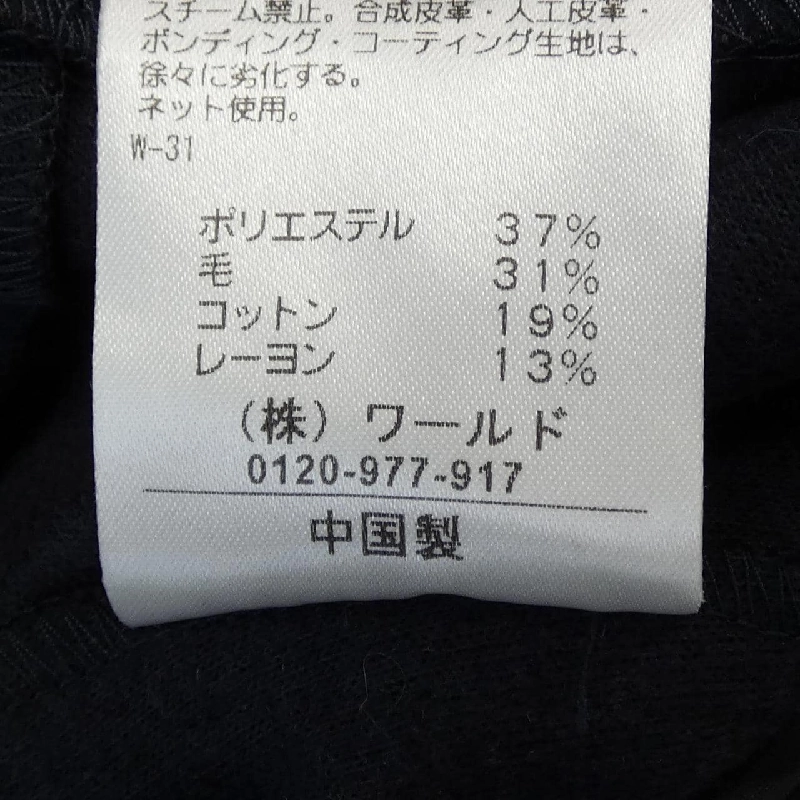 スチーム禁止。合成皮革・人工皮革・
ボンディング・コーティング生地は、
徐々に劣化する。
ネット使用。
W-31
ポリエステル 37%
毛 31%
コットン 19%
レーヨン 13%
(株) ワールド
0120-977-917
中国製